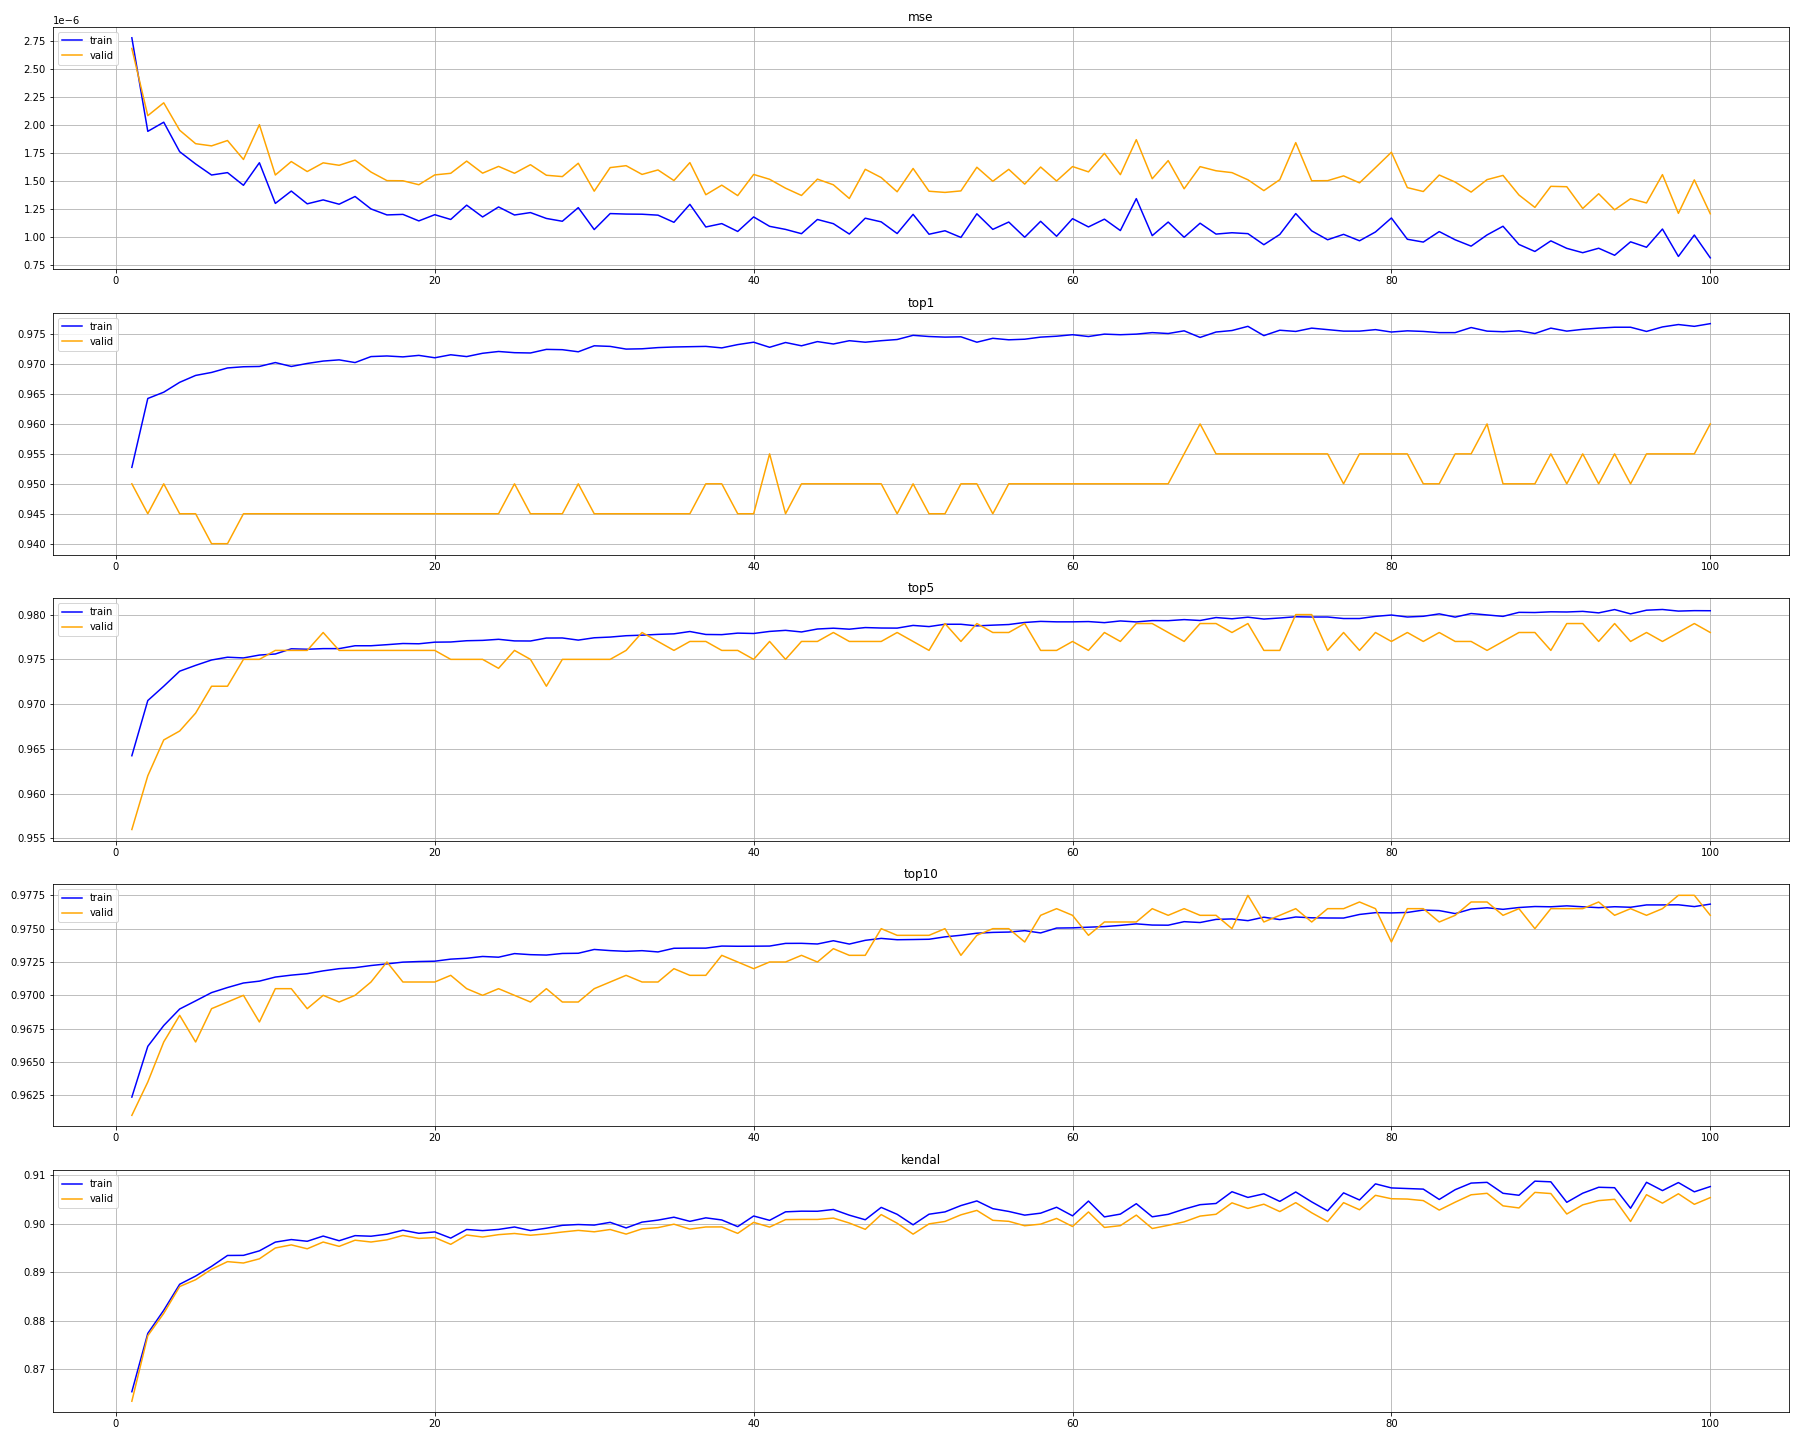 mse
1e−6
train
valid
2.75
2.50
2.25
2.00
1.75
1.50
1.25
1.00
0.75
0 20 40 60 80 100
top1
train
valid
0.975
0.970
0.965
0.960
0.955
0.950
0.945
0.940
0 20 40 60 80 100
top5
train
valid
0.980
0.975
0.970
0.965
0.960
0.955
0 20 40 60 80 100
top10
train
valid
0.9775
0.9750
0.9725
0.9700
0.9675
0.9650
0.9625
0 20 40 60 80 100
kendal
train
valid
0.91
0.90
0.89
0.88
0.87
0 20 40 60 80 100